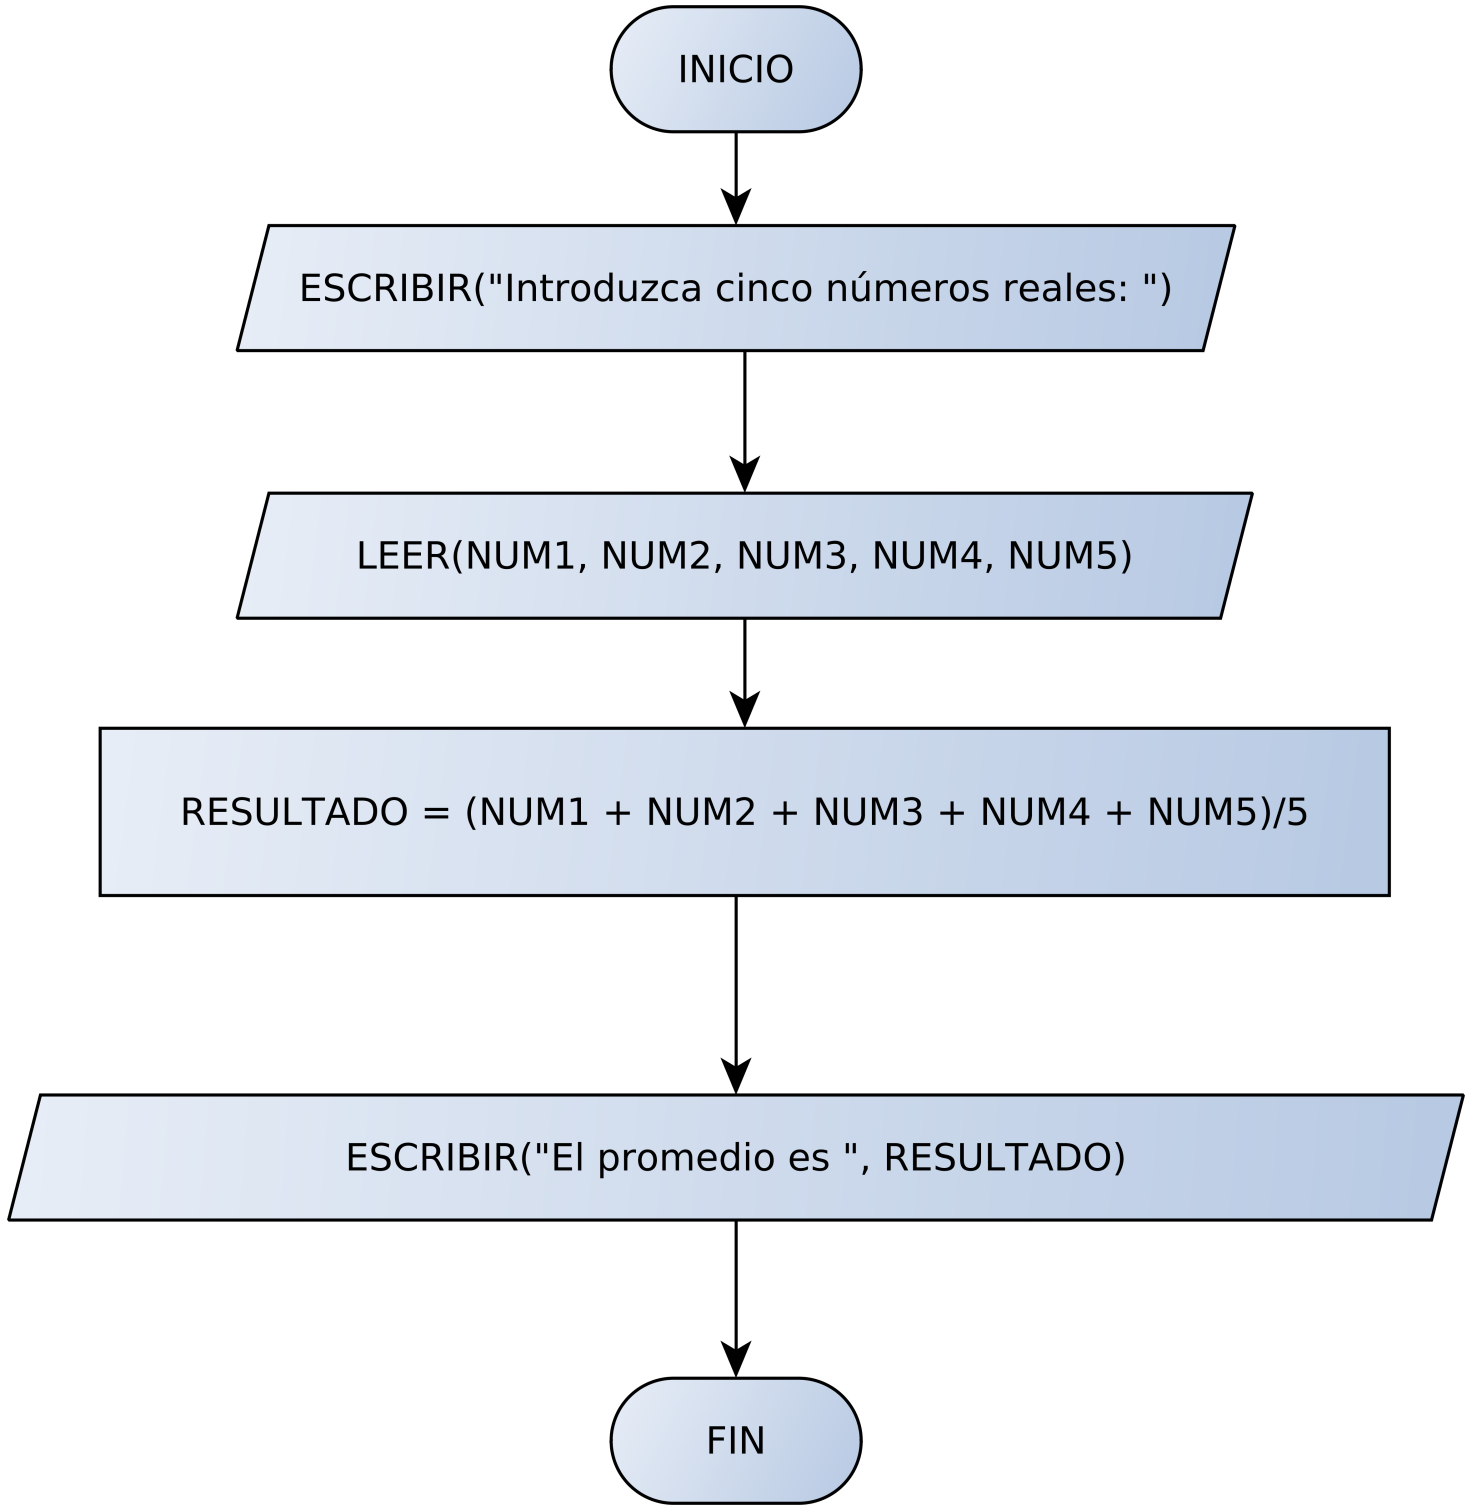 INICIO
ESCRIBIR("Introduzca cinco números reales: ")
LEER(NUM1, NUM2, NUM3, NUM4, NUM5)
RESULTADO = (NUM1 + NUM2 + NUM3 + NUM4 + NUM5)/5
ESCRIBIR("El promedio es ", RESULTADO)
FIN